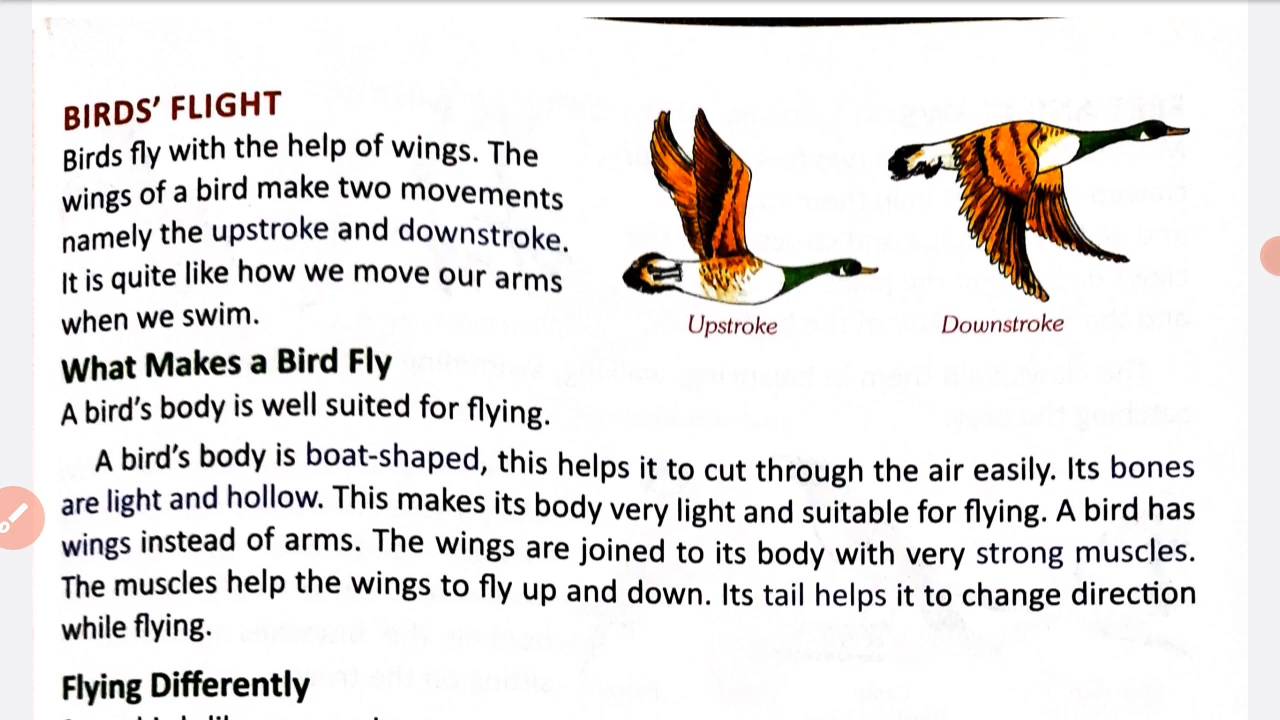 BIRDS' FLIGHT
Birds fly with the help of wings. The
wings of a bird make two movements
namely the upstroke and downstroke.
It is quite like how we move our arms
when we swim.
Upstroke
Downstroke
What Makes a Bird Fly
A bird's body is well suited for flying.
A bird's body is boat-shaped, this helps it to cut through the air easily. Its bones
are light and hollow. This makes its body very light and suitable for flying. A bird has
wings instead of arms. The wings are joined to its body with very strong muscles.
The muscles help the wings to fly up and down. Its tail helps it to change direction
while flying.
Flying Differently